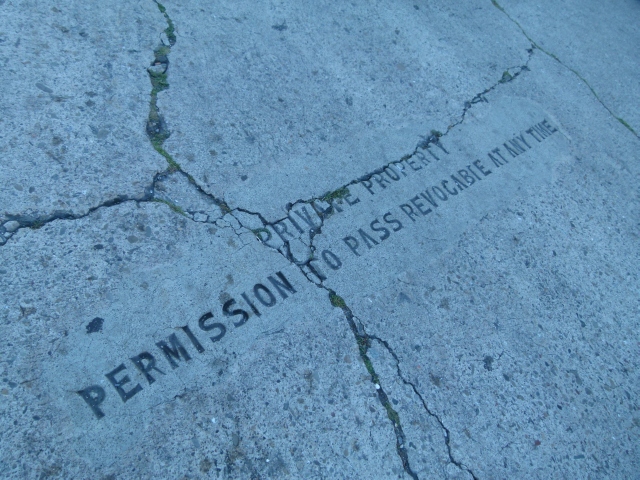 PRIVATE PROPERTY
PERMISSION TO PASS REVOCABLE AT ANY TIME